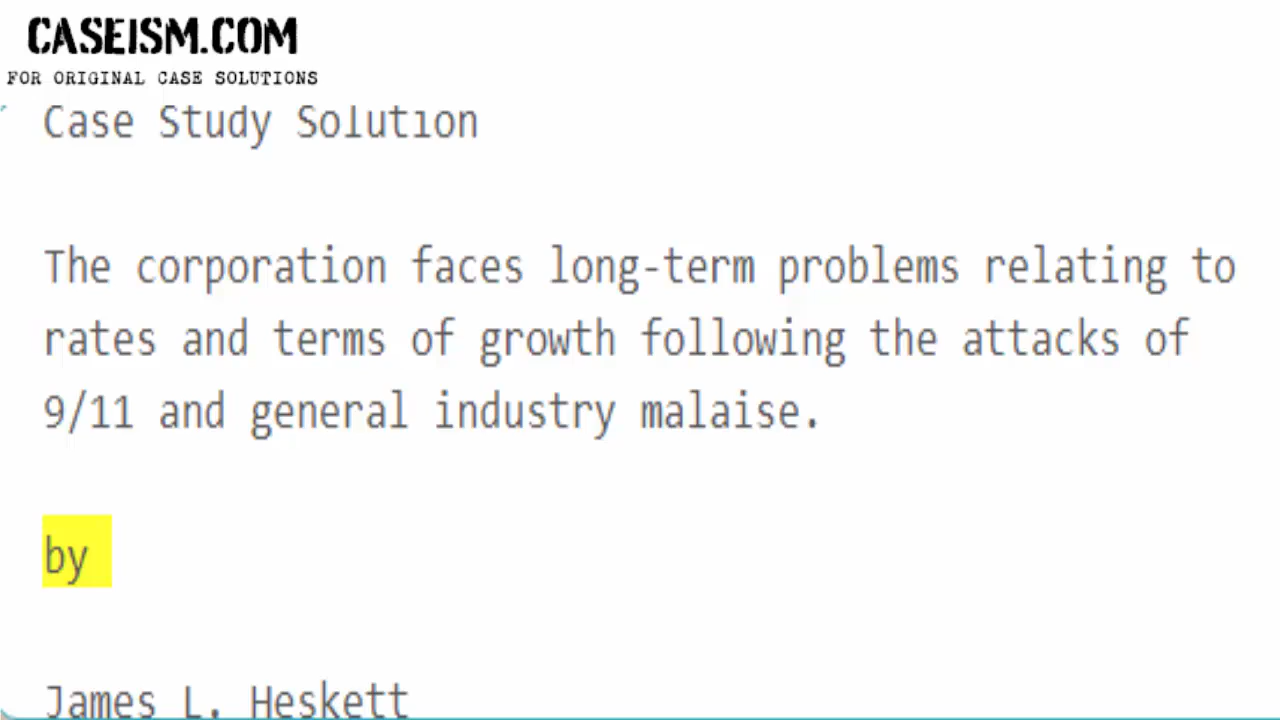 CASEISM.COM
FOR ORIGINAL CASE SOLUTIONS
Case Study Solution
The corporation faces long-term problems relating to
rates and terms of growth following the attacks of
9/11 and general industry malaise.
by
James L. Heskett